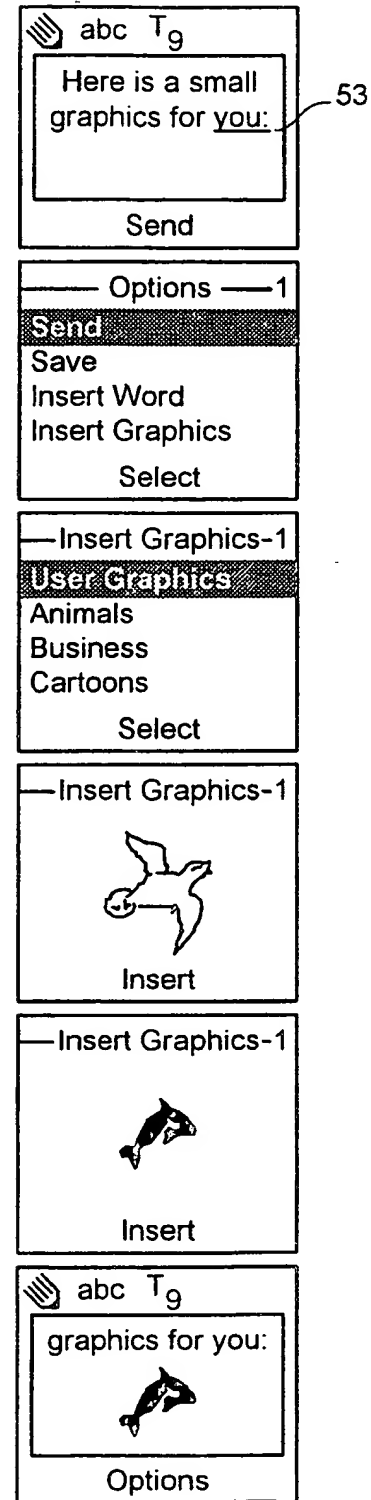 abc T9
Here is a small
graphics for you:
53
Send
Options 1
Send
Save
Insert Word
Insert Graphics
Select
Insert Graphics-1
User Graphics
Animals
Business
Cartoons
Select
Insert Graphics-1
Insert
Insert Graphics-1
Insert
abc T9
graphics for you:
Options